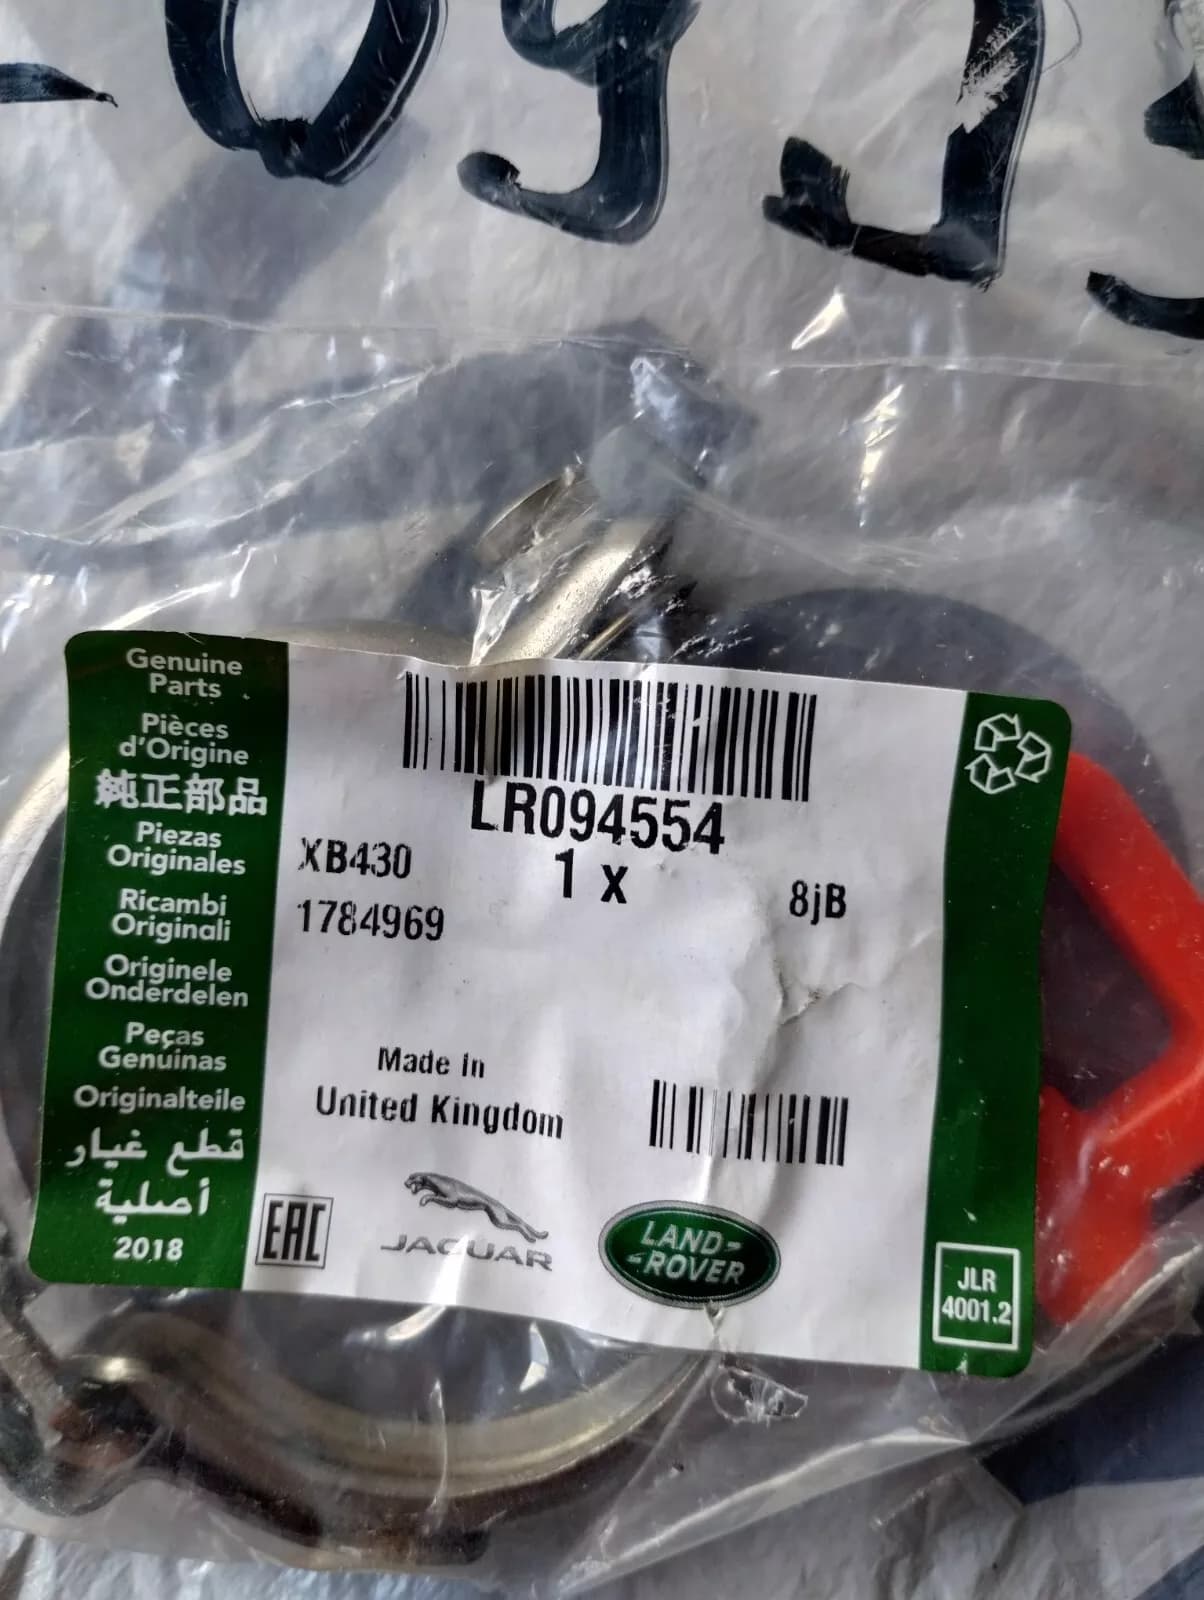 Genuine
Parts
Pièces
d'Origine
純正部品
Piezas
Originales
Ricambi
Originali
Originele
Onderdelen
Peças
Genuinas
Originalteile
قطع غيار
أصلية
2018
LR094554
XB430
1 x
8jB
1784969
Made In
United Kingdom
EAC
JAGUAR
LAND-
-ROVER
JLR
4001.2